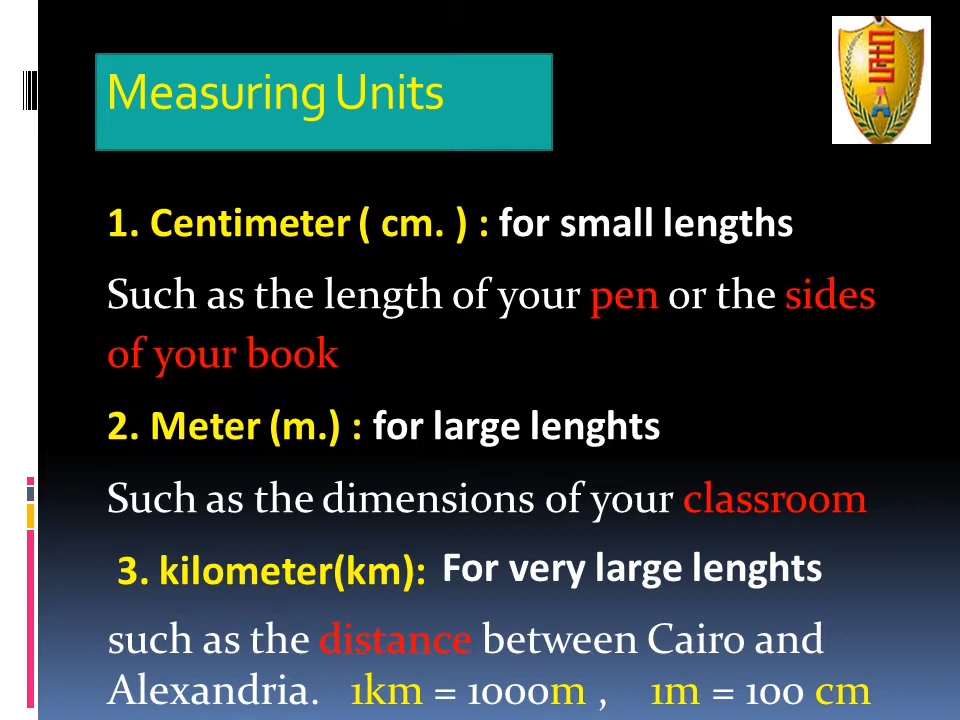 Measuring Units
1. Centimeter ( cm. ) : for small lengths
Such as the length of your pen or the sides
of your book
2. Meter (m.) : for large lenghts
Such as the dimensions of your classroom
3. kilometer(km): For very large lenghts
such as the distance between Cairo and
Alexandria. 1km = 1000m , 1m = 100 cm